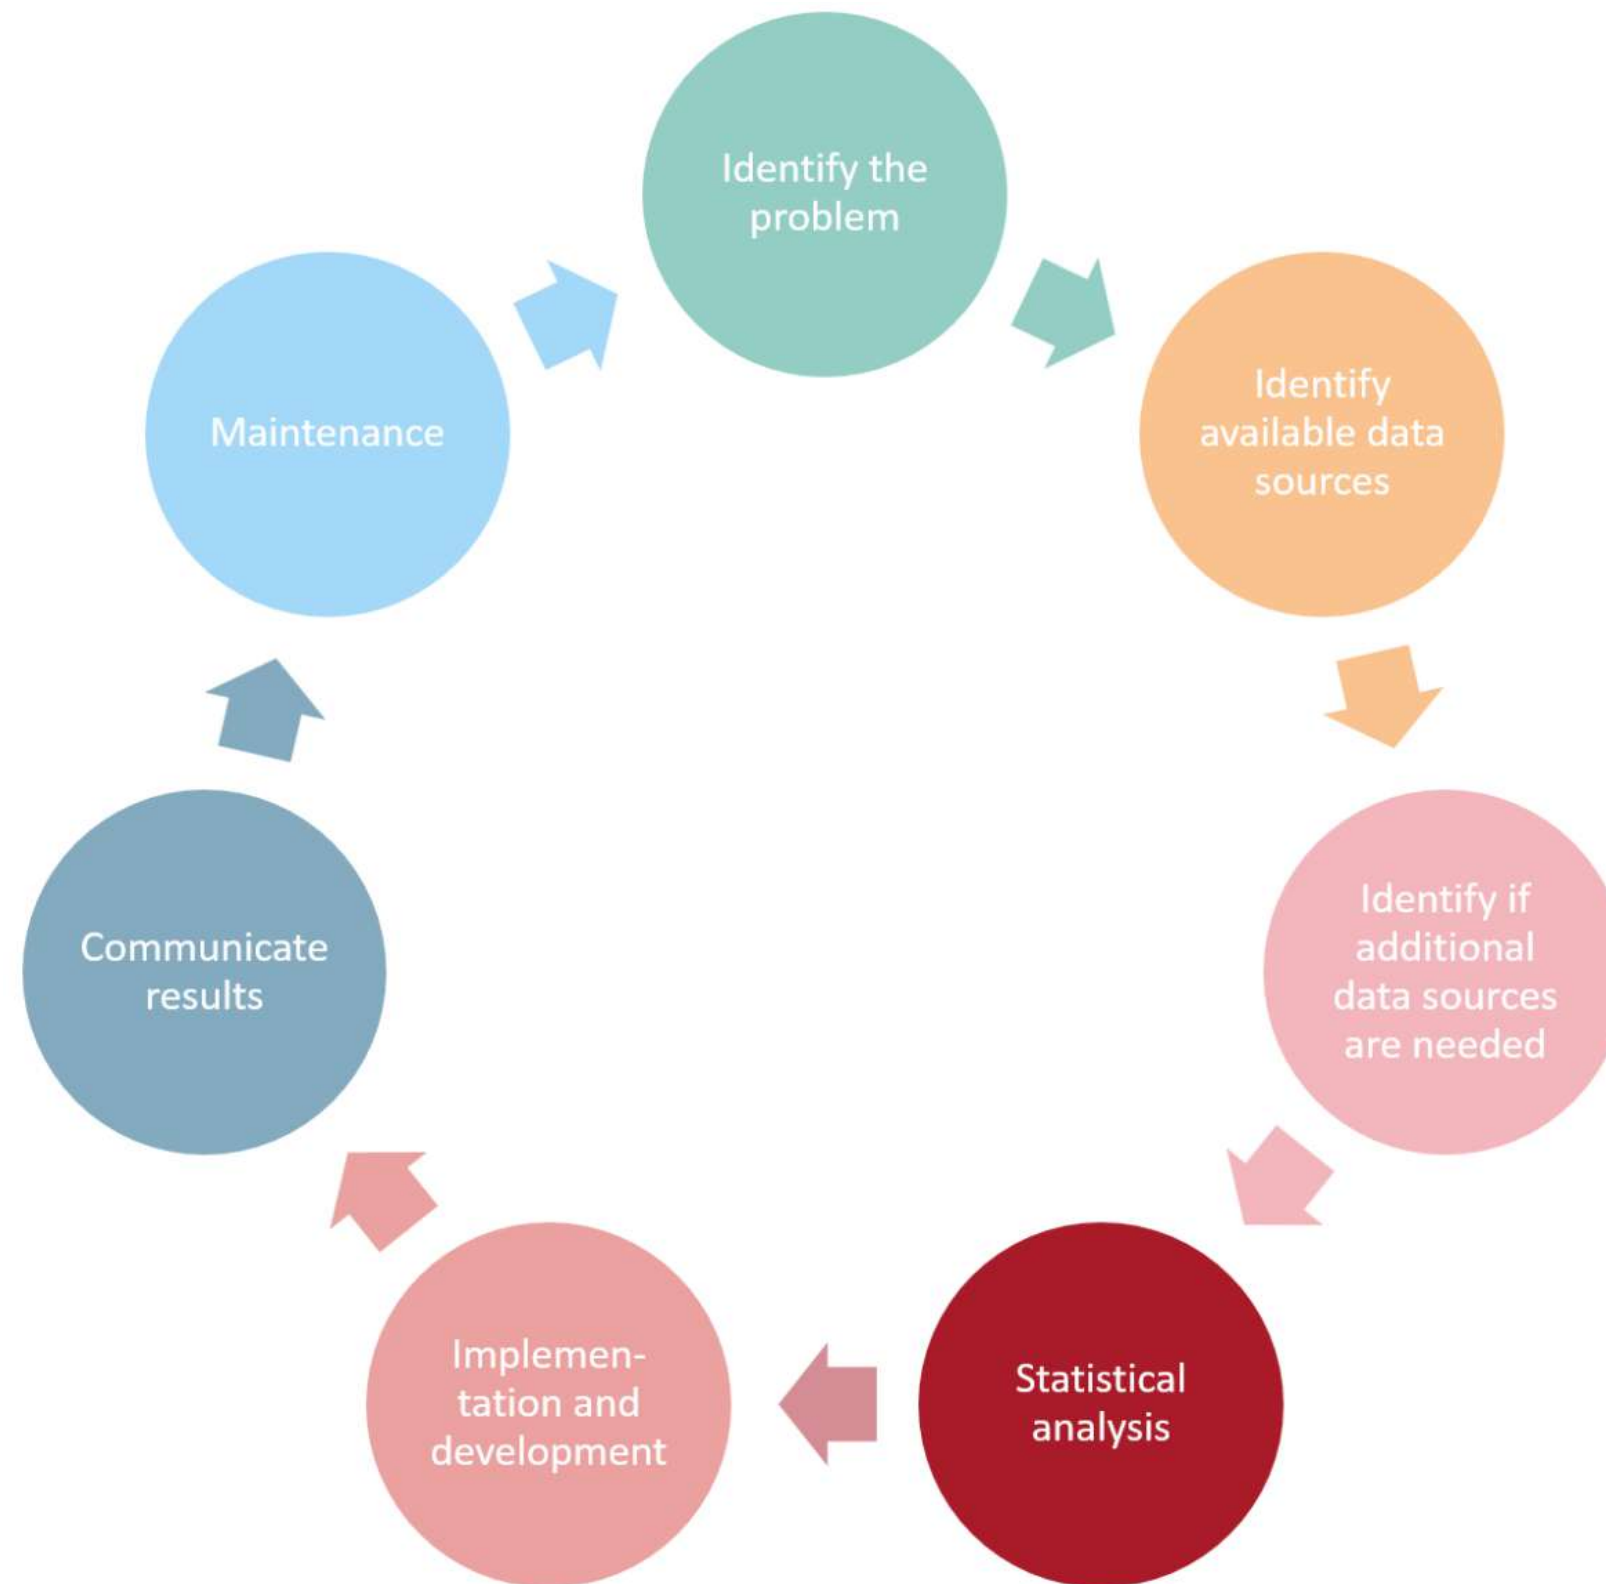 Identify the
problem
Identify
available data
sources
Identify if
additional
data sources
are needed
Statistical
analysis
Implemen-
tation and
development
Communicate
results
Maintenance